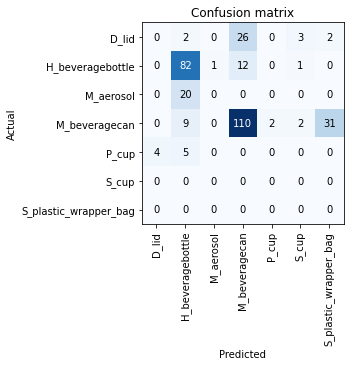 Confusion matrix
Actual
D_lid 0 2 0 26 0 3 2
H_beveragebottle 0 82 1 12 0 1 0
M_aerosol 0 20 0 0 0 0 0
M_beveragecan 0 9 0 110 2 2 31
P_cup 4 5 0 0 0 0 0
S_cup 0 0 0 0 0 0 0
S_plastic_wrapper_bag 0 0 0 0 0 0 0
D_lid
H_beveragebottle
M_aerosol
M_beveragecan
P_cup
S_cup
S_plastic_wrapper_bag
Predicted